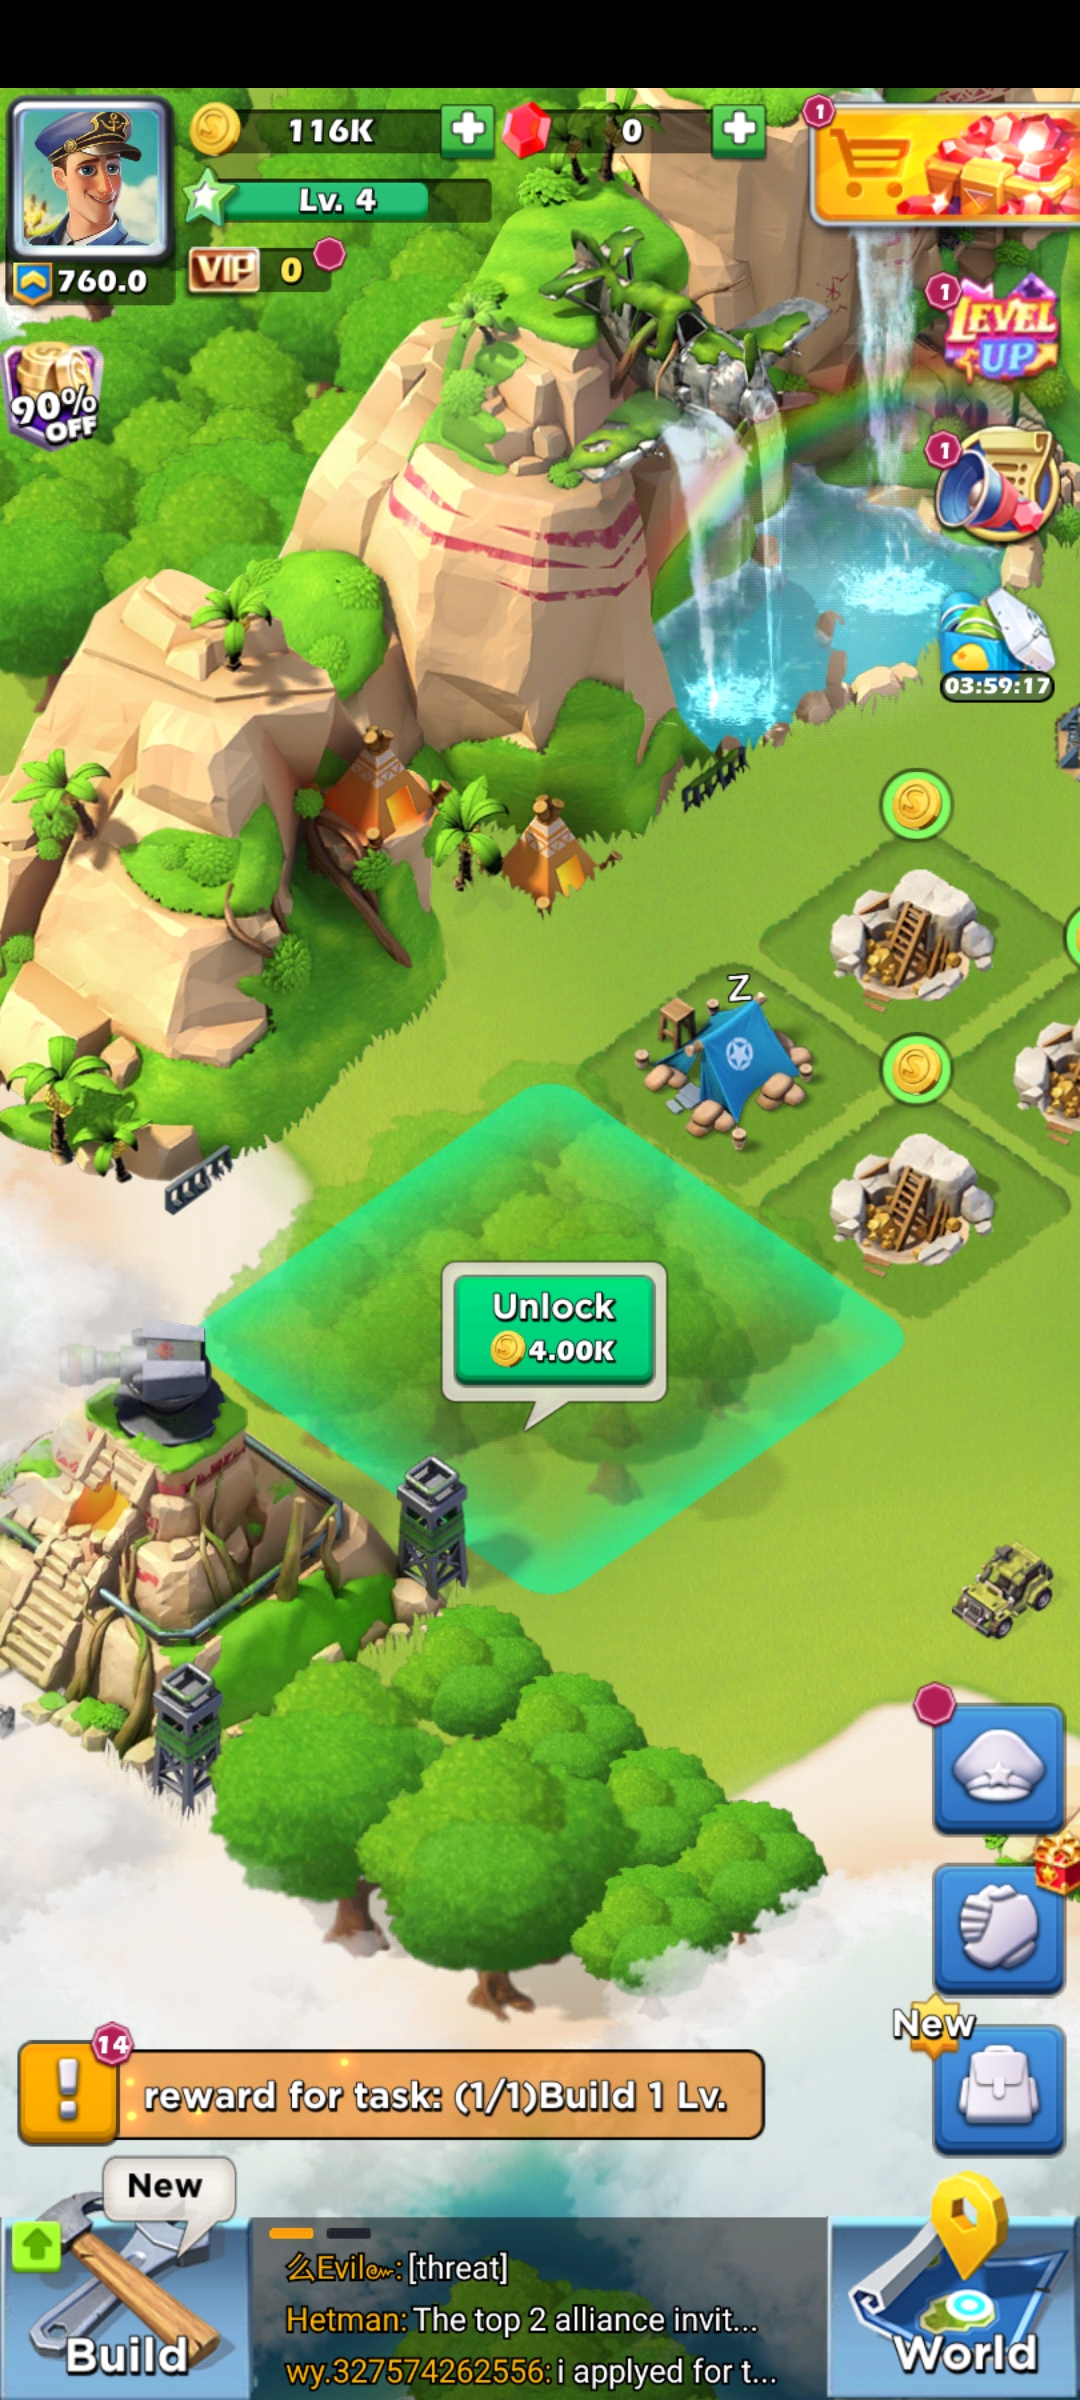 116K
0
1
Lv. 4
760.0
VIP 0
1
LEVEL UP
90% OFF
1
03:59:17
Z
Unlock
4.00K
New
14
reward for task: (1/1)Build 1 Lv.
New
[threat]
Hetman: The top 2 alliance invit...
wy.327574262556: i applyed for t...
Build
World